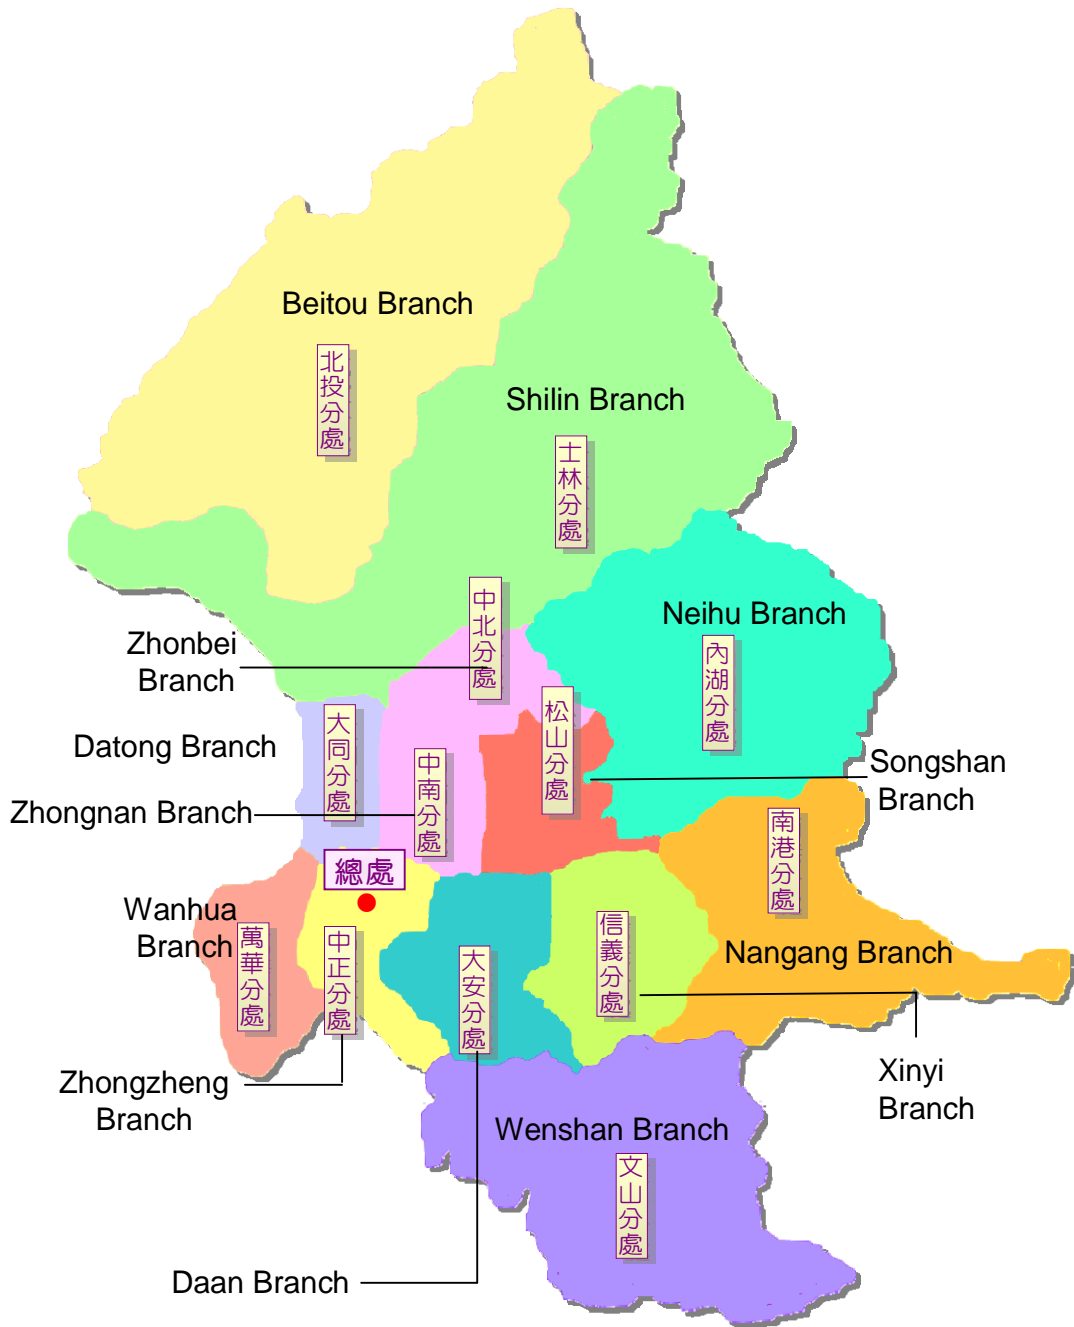 Beitou Branch
北投分處
Shilin Branch
士林分處
中北分處
Neihu Branch
內湖分處
Zhonbei
Branch
松山分處
大同分處
Datong Branch
中南分處
Songshan
Branch
Zhongnan Branch
南港分處
總處
Wanhua
Branch
萬華分處
中正分處
大安分處
信義分處
Nangang Branch
Zhongzheng
Branch
Xinyi
Branch
Wenshan Branch
文山分處
Daan Branch